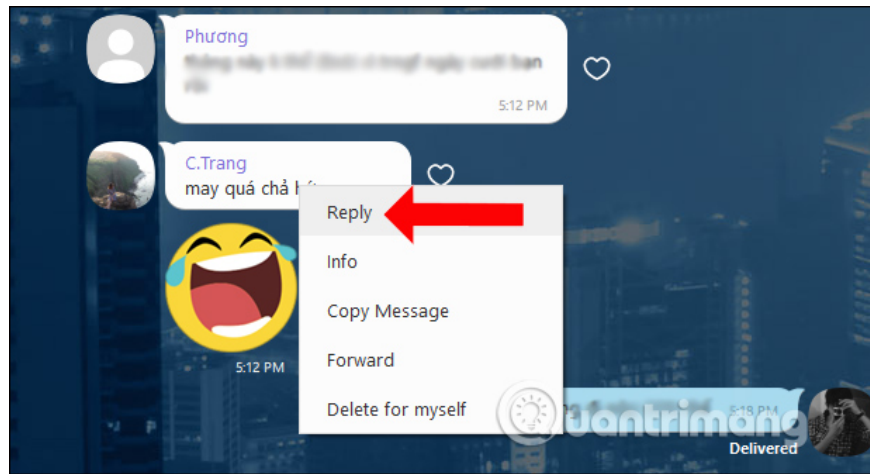 Phương
5:12 PM
C.Trang
may quá chả
Reply
Info
Copy Message
Forward
Delete for myself
5:12 PM
5:18 PM
Quantrimang
Delivered